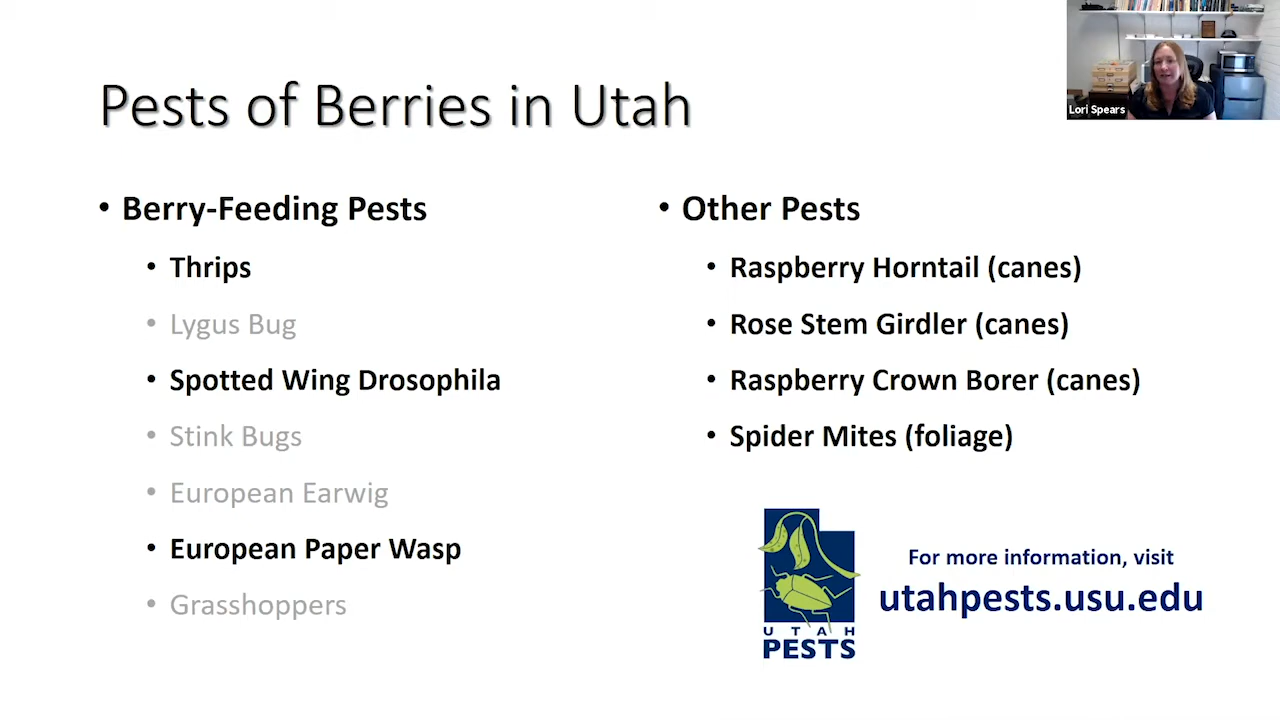 Pests of Berries in Utah
Lori Spears
• Berry-Feeding Pests
• Thrips
• Lygus Bug
• Spotted Wing Drosophila
• Stink Bugs
• European Earwig
• European Paper Wasp
• Grasshoppers
• Other Pests
• Raspberry Horntail (canes)
• Rose Stem Girdler (canes)
• Raspberry Crown Borer (canes)
• Spider Mites (foliage)
UTAH
PESTS
For more information, visit
utahpests.usu.edu